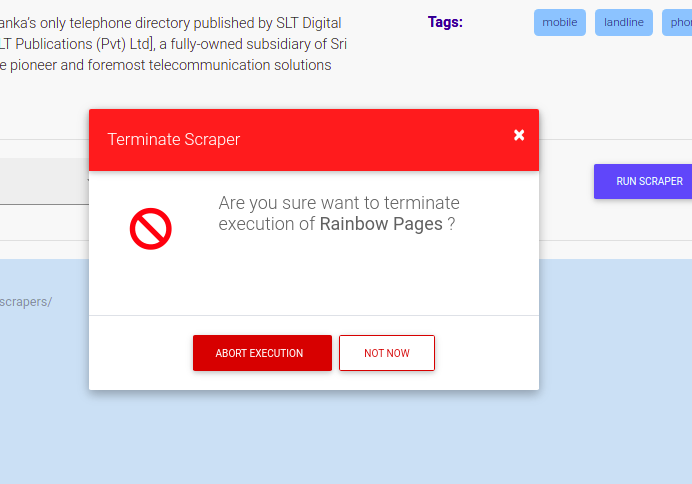 anka's only telephone directory published by SLT Digital
LT Publications (Pvt) Ltd], a fully-owned subsidiary of Sri
e pioneer and foremost telecommunication solutions
Tags:
mobile
landline
phon
Terminate Scraper
×
Are you sure want to terminate
execution of Rainbow Pages ?
RUN SCRAPER
scrapers/
ABORT EXECUTION
NOT NOW